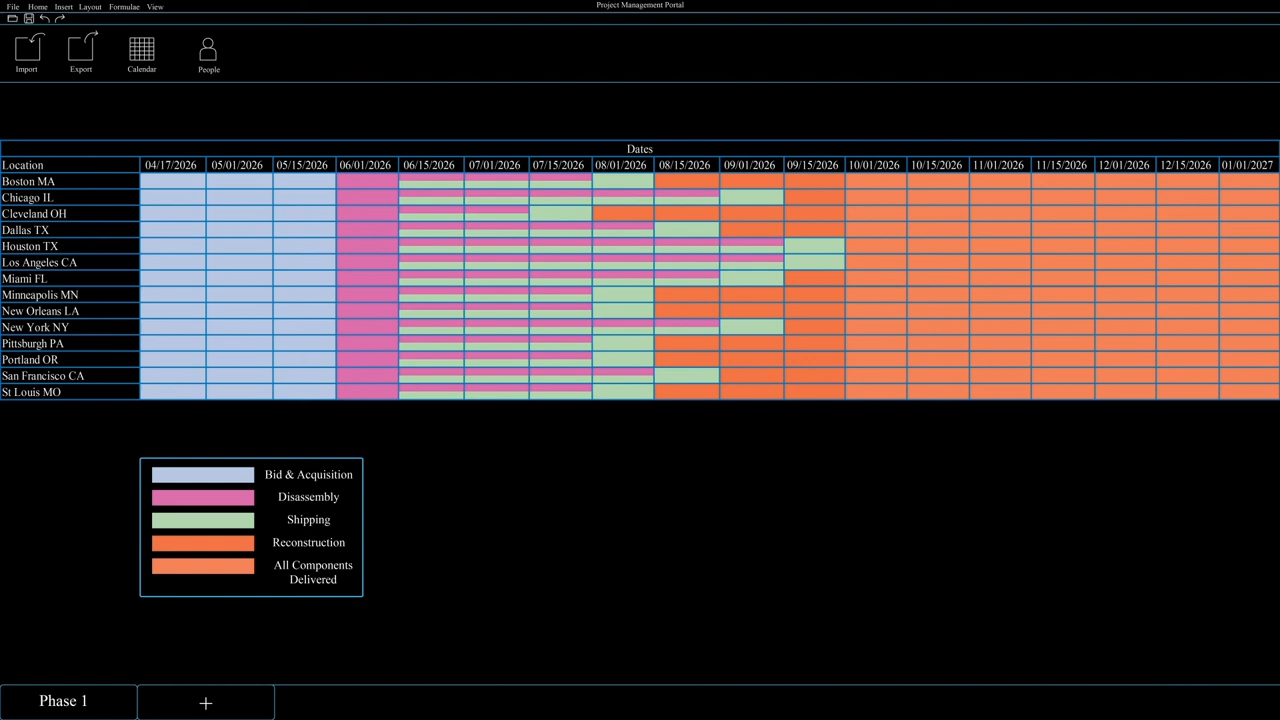 Project Management Portal
File Home Insert Layout Formulae View
Import Export Calendar People
Dates
Location 04/17/2026 05/01/2026 05/15/2026 06/01/2026 06/15/2026 07/01/2026 07/15/2026 08/01/2026 08/15/2026 09/01/2026 09/15/2026 10/01/2026 10/15/2026 11/01/2026 11/15/2026 12/01/2026 12/15/2026 01/01/2027
Boston MA
Chicago IL
Cleveland OH
Dallas TX
Houston TX
Los Angeles CA
Miami FL
Minneapolis MN
New Orleans LA
New York NY
Pittsburgh PA
Portland OR
San Francisco CA
St Louis MO
Bid & Acquisition
Disassembly
Shipping
Reconstruction
All Components
Delivered
Phase 1 +